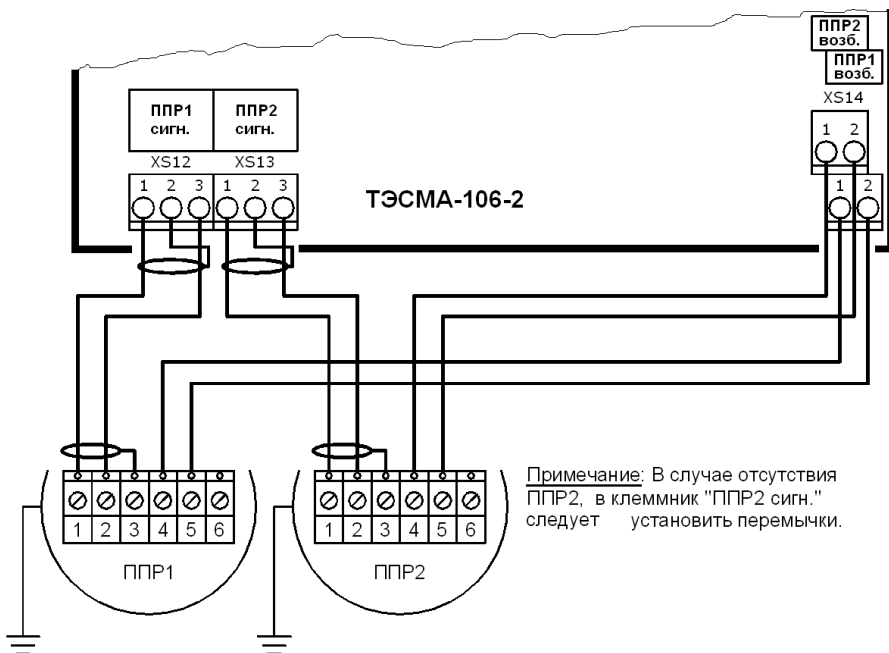 ППР2
возб.
ППР1
возб.
XS14
ППР1
сигн.
ППР2
сигн.
XS12
XS13
1 2
1 2 3 1 2 3
1 2
ТЭСМА-106-2
Примечание: В случае отсутствия
ППР2, в клеммник "ППР2 сигн."
следует установить перемычки.
1 2 3 4 5 6
1 2 3 4 5 6
ППР1
ППР2